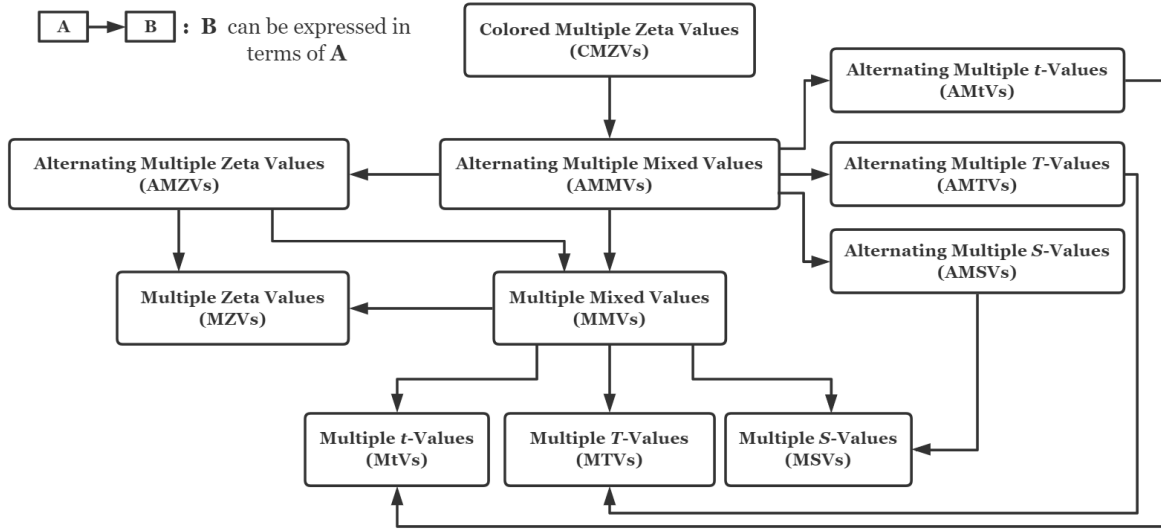 A B : B can be expressed in
terms of A
Colored Multiple Zeta Values
(CMZVs)
Alternating Multiple t-Values
(AMtVs)
Alternating Multiple Zeta Values
(AMZVs)
Alternating Multiple Mixed Values
(AMMVs)
Alternating Multiple T-Values
(AMTVs)
Alternating Multiple S-Values
(AMSVs)
Multiple Zeta Values
(MZVs)
Multiple Mixed Values
(MMVs)
Multiple t-Values
(MtVs)
Multiple T-Values
(MTVs)
Multiple S-Values
(MSVs)